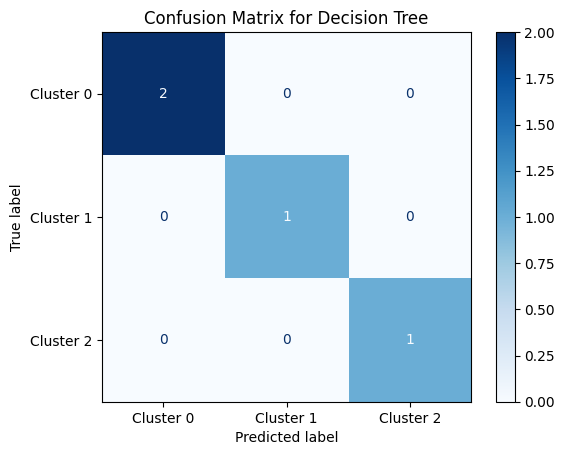 Confusion Matrix for Decision Tree
True label
Cluster 0
2 0 0
Cluster 1
0 1 0
Cluster 2
0 0 1
Cluster 0 Cluster 1 Cluster 2
Predicted label
2.00
1.75
1.50
1.25
1.00
0.75
0.50
0.25
0.00